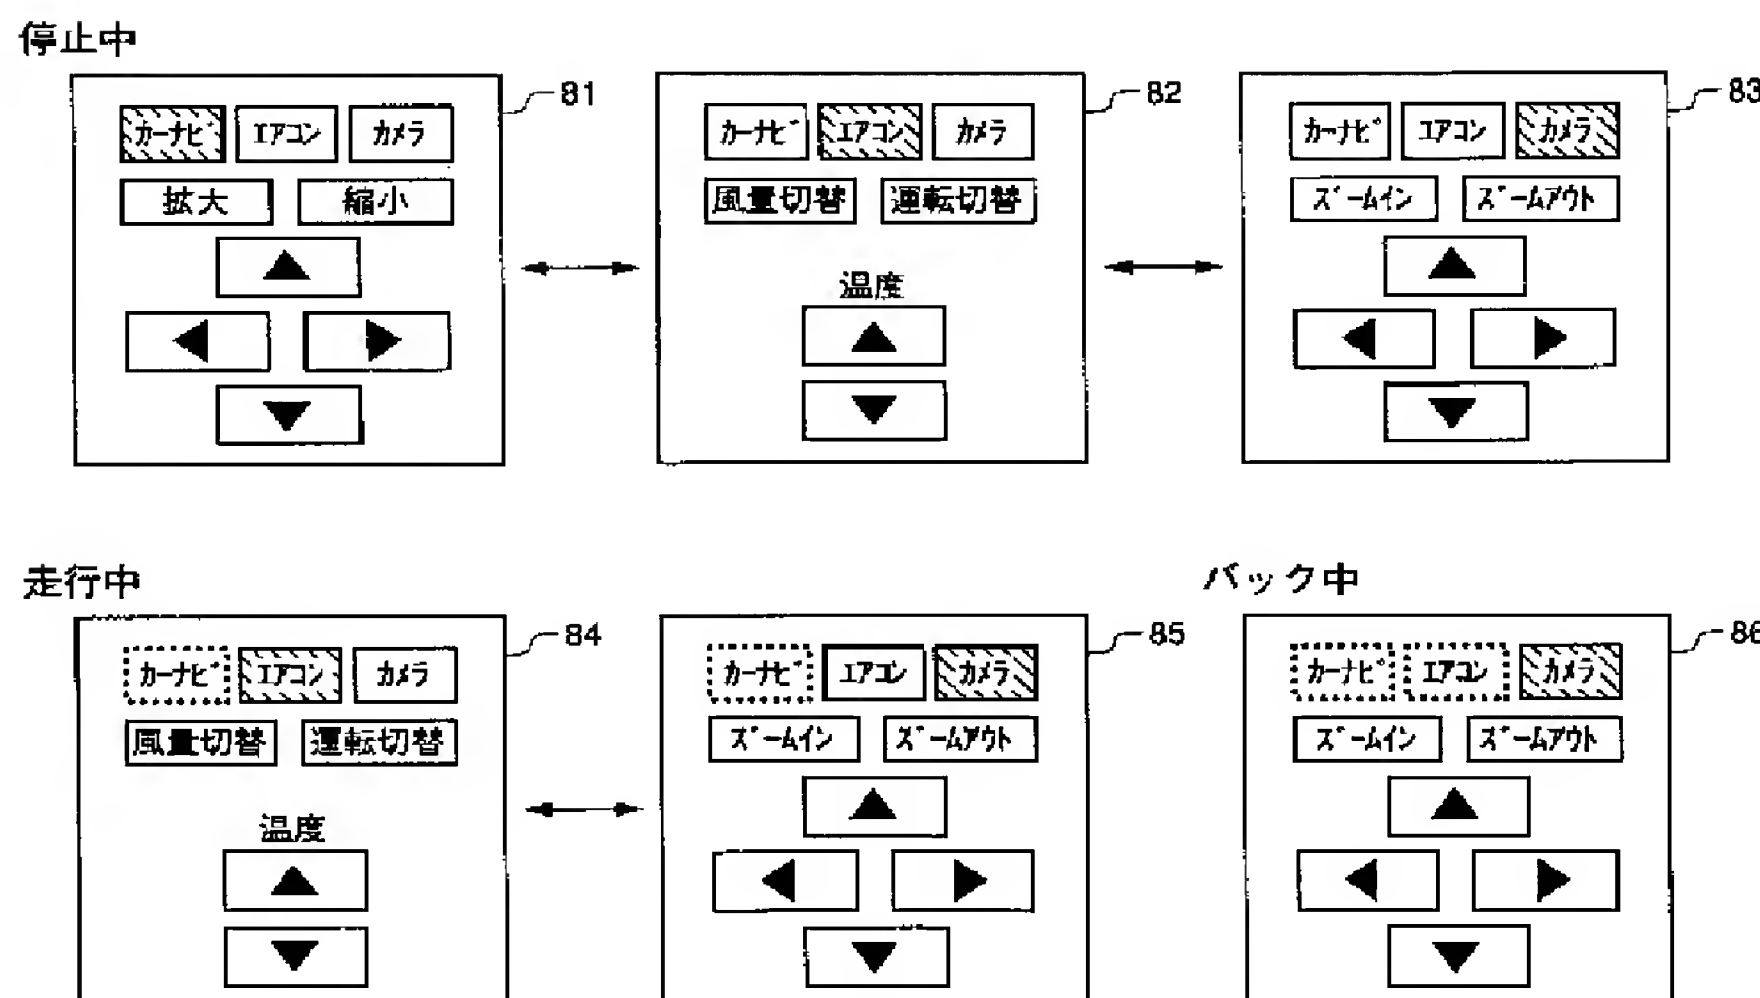 停止中
81
カーナビ エアコン カメラ
拡大 縮小
82
カーナビ エアコン カメラ
風量切替 運転切替
温度
83
カーナビ エアコン カメラ
ズームイン ズームアウト
走行中
84
カーナビ エアコン カメラ
風量切替 運転切替
温度
85
カーナビ エアコン カメラ
ズームイン ズームアウト
バック中
86
カーナビ エアコン カメラ
ズームイン ズームアウト